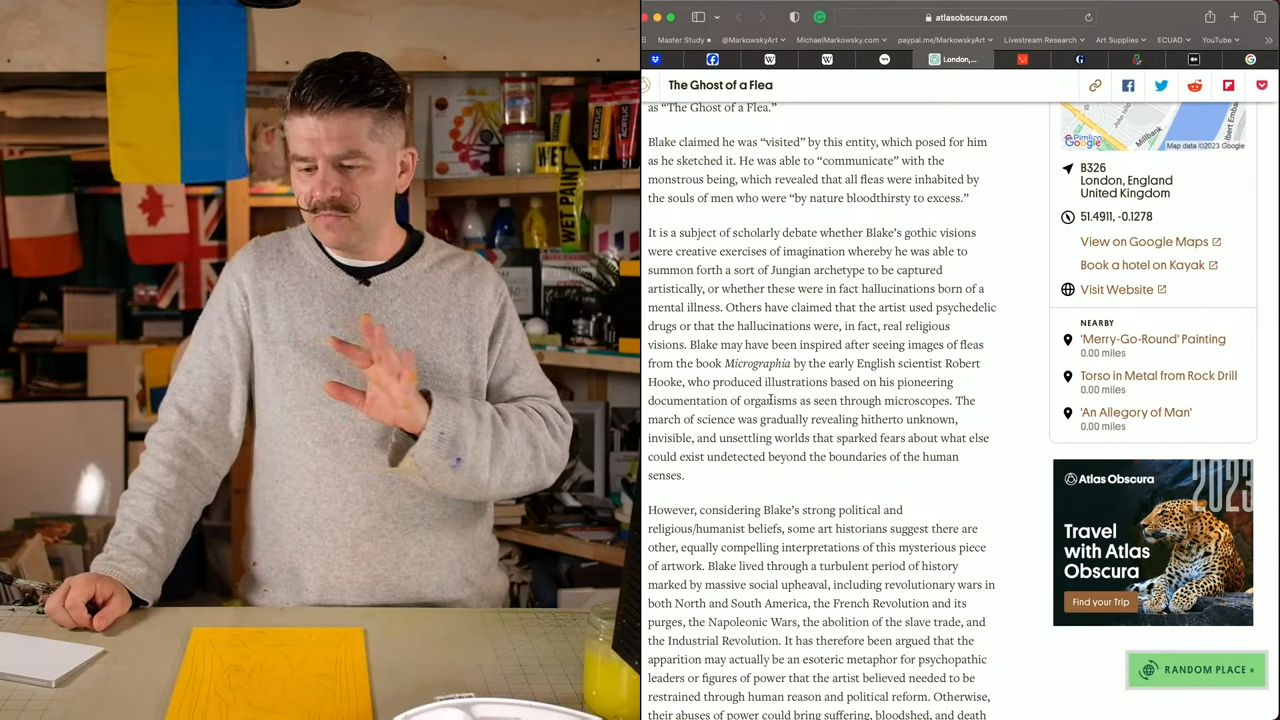 atlasobscura.com
Master Study
@MarkowskyArt
MichaelMarkowsky.com
paypal.me/MarkowskyArt
Livestream Research
Art Supplies
ECUAD
YouTube
London,...
The Ghost of a Flea
as “The Ghost of a Flea.”
Blake claimed he was “visited” by this entity, which posed for him
as he sketched it. He was able to “communicate” with the
monstrous being, which revealed that all fleas were inhabited by
the souls of men who were “by nature bloodthirsty to excess.”
It is a subject of scholarly debate whether Blake’s gothic visions
were creative exercises of imagination whereby he was able to
summon forth a sort of Jungian archetype to be captured
artistically, or whether these were in fact hallucinations born of a
mental illness. Others have claimed that the artist used psychedelic
drugs or that the hallucinations were, in fact, real religious
visions. Blake may have been inspired after seeing images of fleas
from the book Micrographia by the early English scientist Robert
Hooke, who produced illustrations based on his pioneering
documentation of organisms as seen through microscopes. The
march of science was gradually revealing hitherto unknown,
invisible, and unsettling worlds that sparked fears about what else
could exist undetected beyond the boundaries of the human
senses.
However, considering Blake’s strong political and
religious/humanist beliefs, some art historians suggest there are
other, equally compelling interpretations of this mysterious piece
of artwork. Blake lived through a turbulent period of history
marked by massive social upheaval, including revolutionary wars in
both North and South America, the French Revolution and its
purges, the Napoleonic Wars, the abolition of the slave trade, and
the Industrial Revolution. It has therefore been argued that the
apparition may actually be an esoteric metaphor for psychopathic
leaders or figures of power that the artist believed needed to be
restrained through human reason and political reform. Otherwise,
their abuses of power could bring suffering, bloodshed, and death
Pimlico
Millbank
Google
Map data ©2023 Google
B326
London, England
United Kingdom
51.4911, -0.1278
View on Google Maps
Book a hotel on Kayak
Visit Website
NEARBY
'Merry-Go-Round' Painting
0.00 miles
Torso in Metal from Rock Drill
0.00 miles
'An Allegory of Man'
0.00 miles
Atlas Obscura
2023
Travel
with Atlas
Obscura
Find your Trip
RANDOM PLACE »
WET
WET PAINT
ACRYLIC